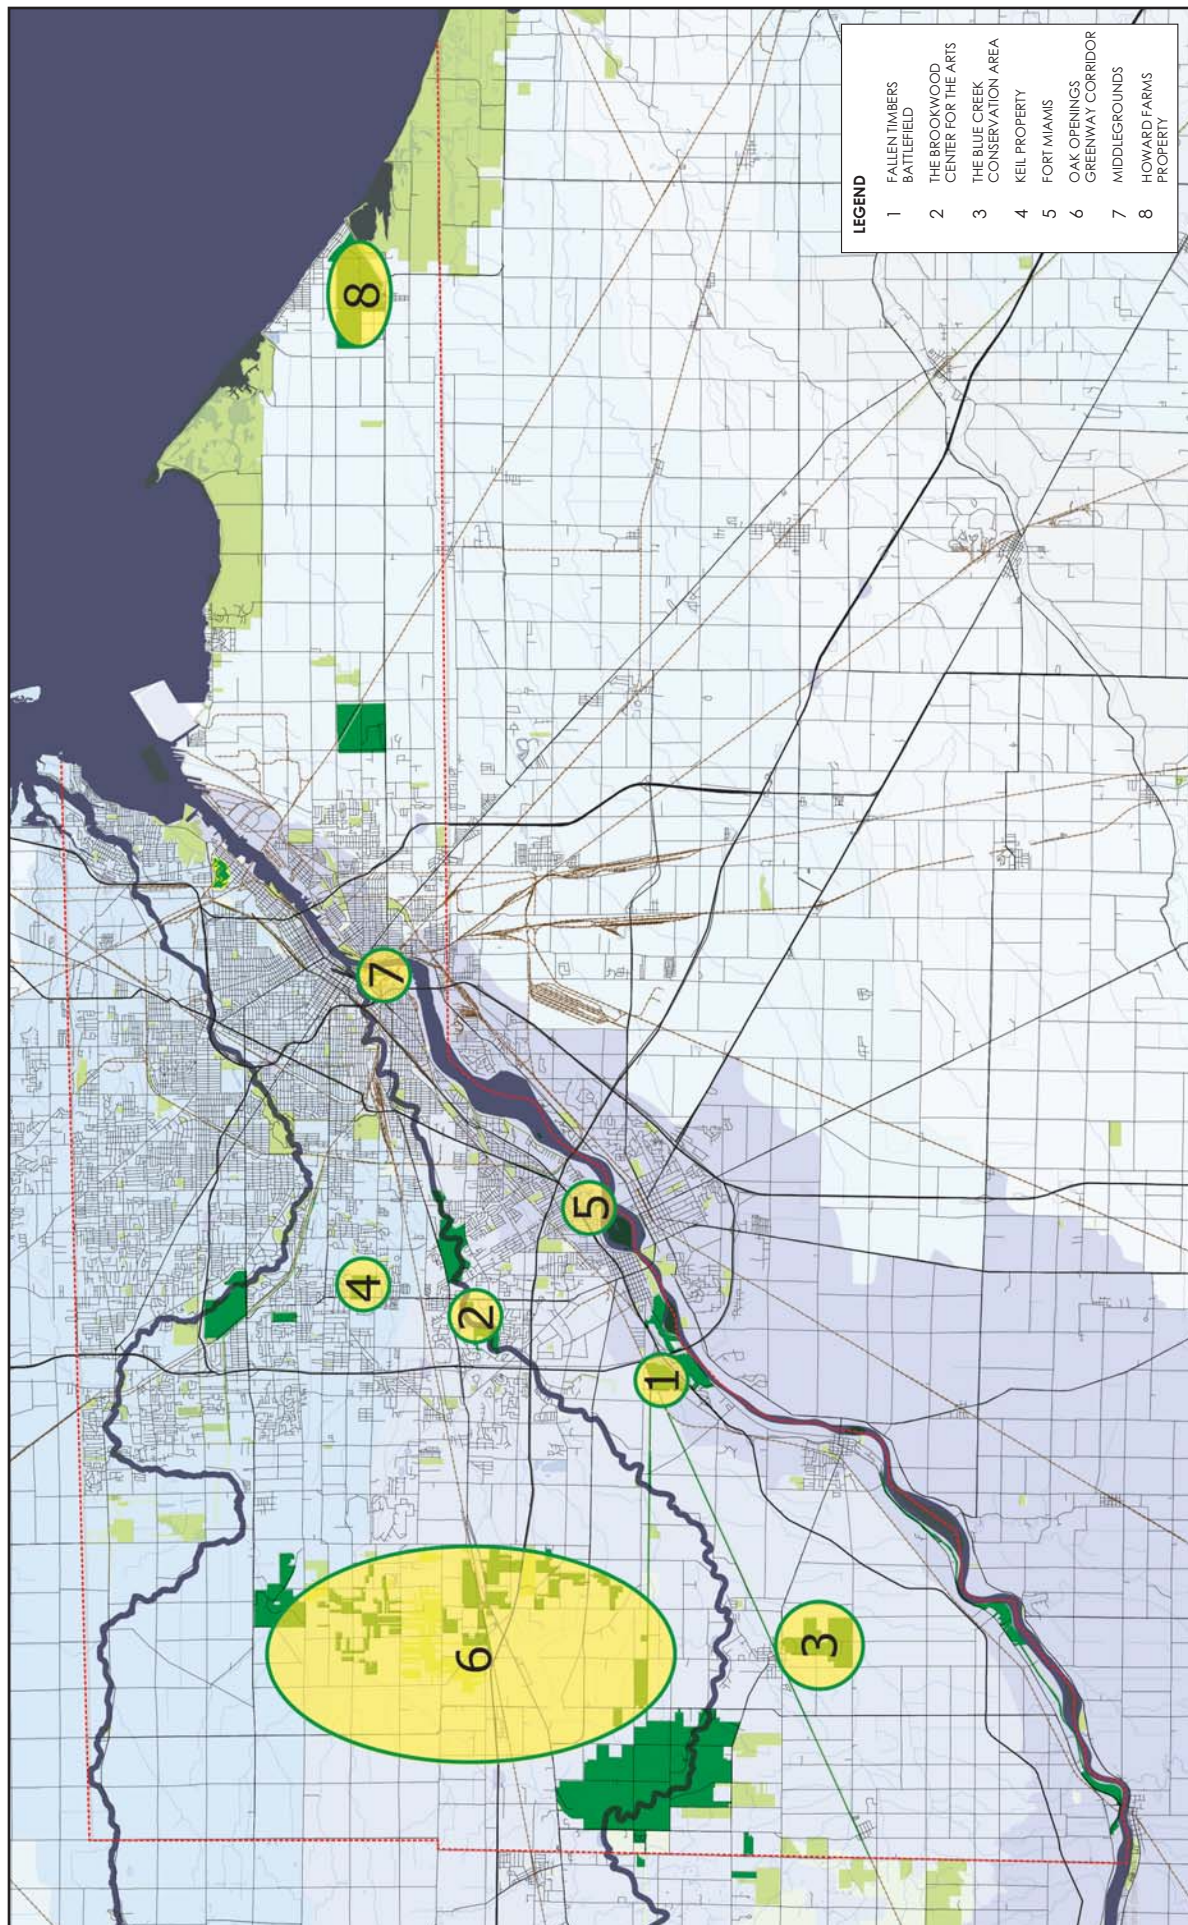 LEGEND
1 FALLEN TIMBERS
BATTLEFIELD
2 THE BROOKWOOD
CENTER FOR THE ARTS
3 THE BLUE CREEK
CONSERVATION AREA
4 KEIL PROPERTY
5 FORT MIAMIS
6 OAK OPENINGS
GREENWAY CORRIDOR
7 MIDDLEGROUNDS
8 HOWARD FARMS
PROPERTY
8
7
5
4
2
1
6
3